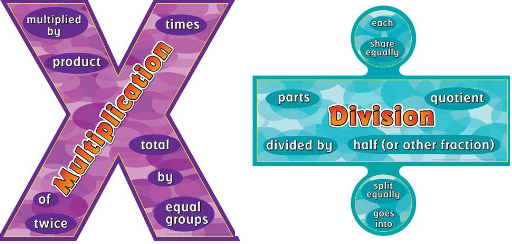 multiplied
by
times
product
Multiplication
total
by
of
twice
equal
groups
each
share
equally
parts
quotient
Division
divided by
half (or other fraction)
split
equally
goes
into